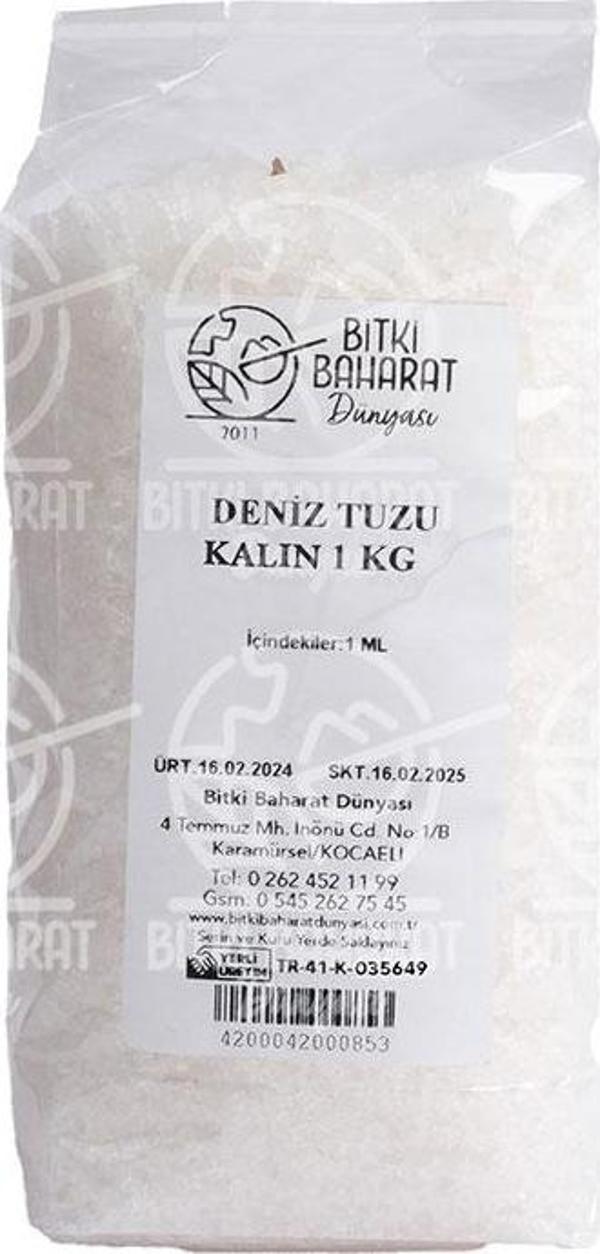 BİTKİ
BAHARAT
Dünyası
2011
DENİZ TUZU
KALIN 1 KG
İçindekiler:1 ML
ÜRT.16.02.2024 SKT.16.02.2025
Bitki Baharat Dünyası
4 Temmuz Mh. İnönü Cd. No:1/B
Karamürsel/KOCAELİ
Tel: 0 262 452 11 99
Gsm: 0 545 262 75 45
www.bitkibaharatdunyasi.com.tr
Serin ve Kuru Yerde Saklayınız
YERLİ
ÜRETİM TR-41-K-035649
4200042000853